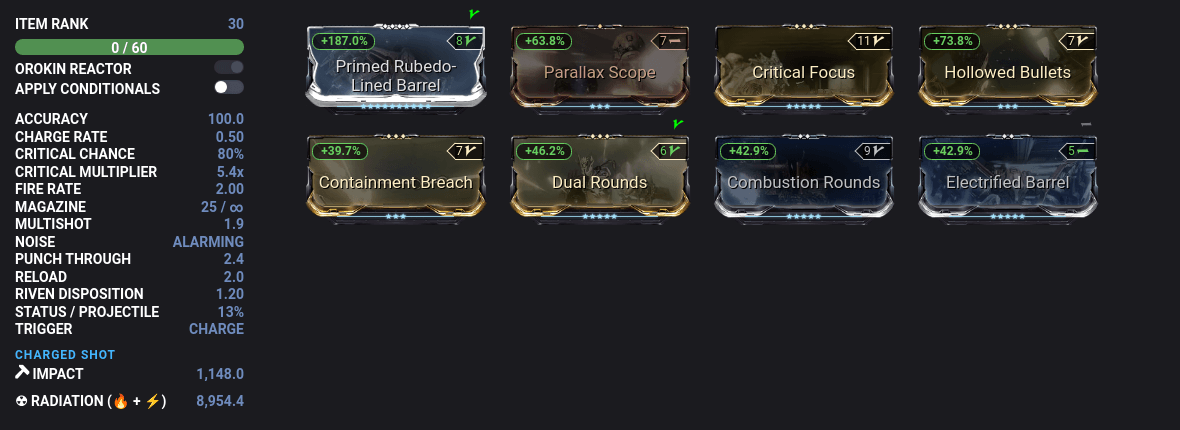 ITEM RANK 30
0 / 60
OROKIN REACTOR
APPLY CONDITIONALS
ACCURACY 100.0
CHARGE RATE 0.50
CRITICAL CHANCE 80%
CRITICAL MULTIPLIER 5.4x
FIRE RATE 2.00
MAGAZINE 25 / ∞
MULTISHOT 1.9
NOISE ALARMING
PUNCH THROUGH 2.4
RELOAD 2.0
RIVEN DISPOSITION 1.20
STATUS / PROJECTILE 13%
TRIGGER CHARGE
CHARGED SHOT
IMPACT 1,148.0
☢ RADIATION (🔥 + ⚡) 8,954.4
+187.0% 8
Primed Rubedo-
Lined Barrel
+63.8% 7
Parallax Scope
11
Critical Focus
+73.8% 7
Hollowed Bullets
+39.7% 7
Containment Breach
+46.2% 6
Dual Rounds
+42.9% 9
Combustion Rounds
+42.9% 5
Electrified Barrel